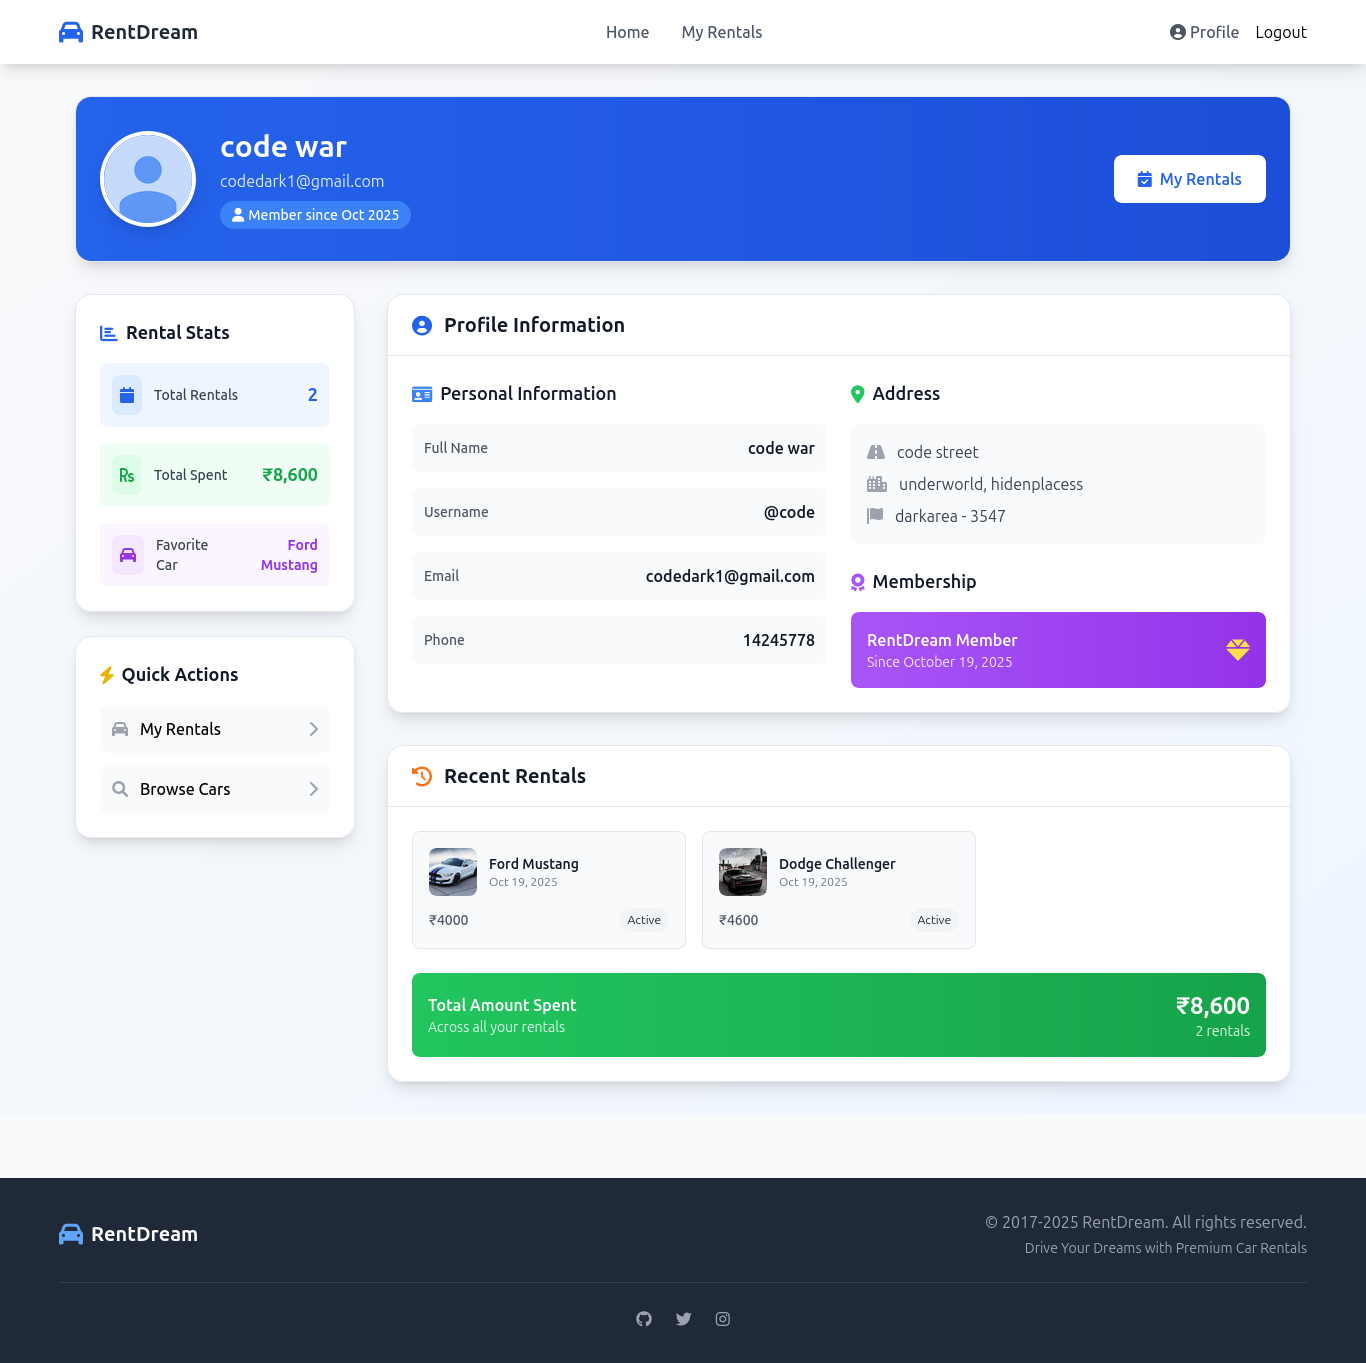 RentDream
Home
My Rentals
Profile
Logout
code war
codedark1@gmail.com
Member since Oct 2025
My Rentals
Rental Stats
Total Rentals
2
Total Spent
₹8,600
Favorite
Car
Ford
Mustang
Quick Actions
My Rentals
Browse Cars
Profile Information
Personal Information
Full Name
code war
Username
@code
Email
codedark1@gmail.com
Phone
14245778
Address
code street
underworld, hidenplacess
darkarea - 3547
Membership
RentDream Member
Since October 19, 2025
Recent Rentals
Ford Mustang
Oct 19, 2025
₹4000
Active
Dodge Challenger
Oct 19, 2025
₹4600
Active
Total Amount Spent
Across all your rentals
₹8,600
2 rentals
RentDream
© 2017-2025 RentDream. All rights reserved.
Drive Your Dreams with Premium Car Rentals